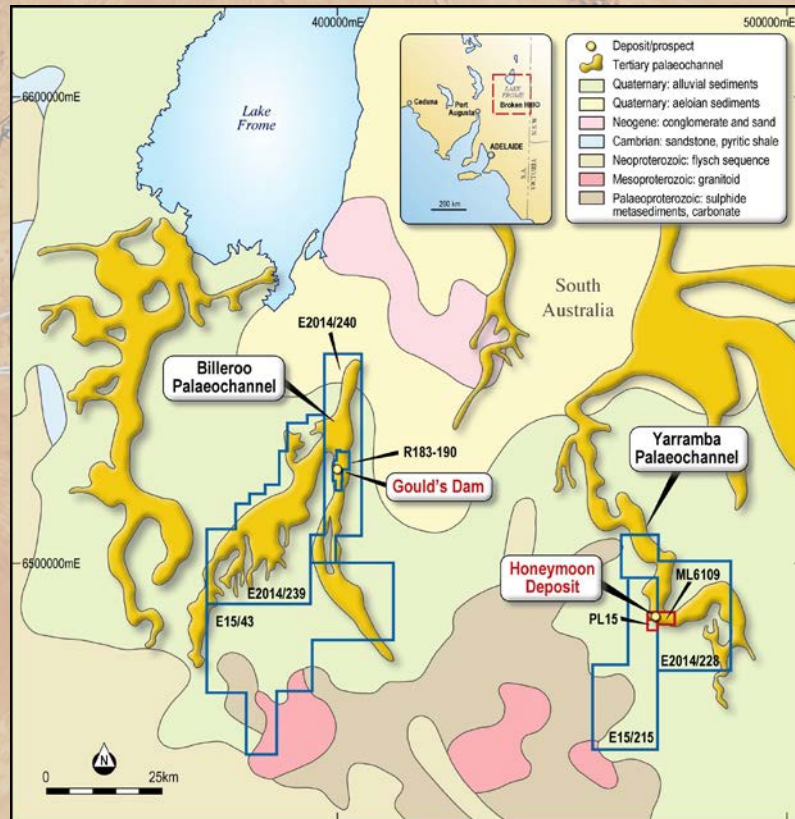 400000mE
500000mE
6600000mE
Lake
Frome
LAKE
FROME
Ceduna
Port
Augusta
Broken Hill
N.S.W.
ADELAIDE
VICTORIA
S.A.
200 km
Deposit/prospect
Tertiary palaeochannel
Quaternary: alluvial sediments
Quaternary: aeloian sediments
Neogene: conglomerate and sand
Cambrian: sandstone, pyritic shale
Neoproterozoic: flysch sequence
Mesoproterozoic: granitoid
Palaeoproterozoic: sulphide
metasediments, carbonate
South
Australia
E2014/240
Billeroo
Palaeochannel
R183-190
Gould's Dam
Yarramba
Palaeochannel
6500000mE
Honeymoon
Deposit
ML6109
E2014/239
E15/43
PL15
E2014/228
E15/215
N
0
25km